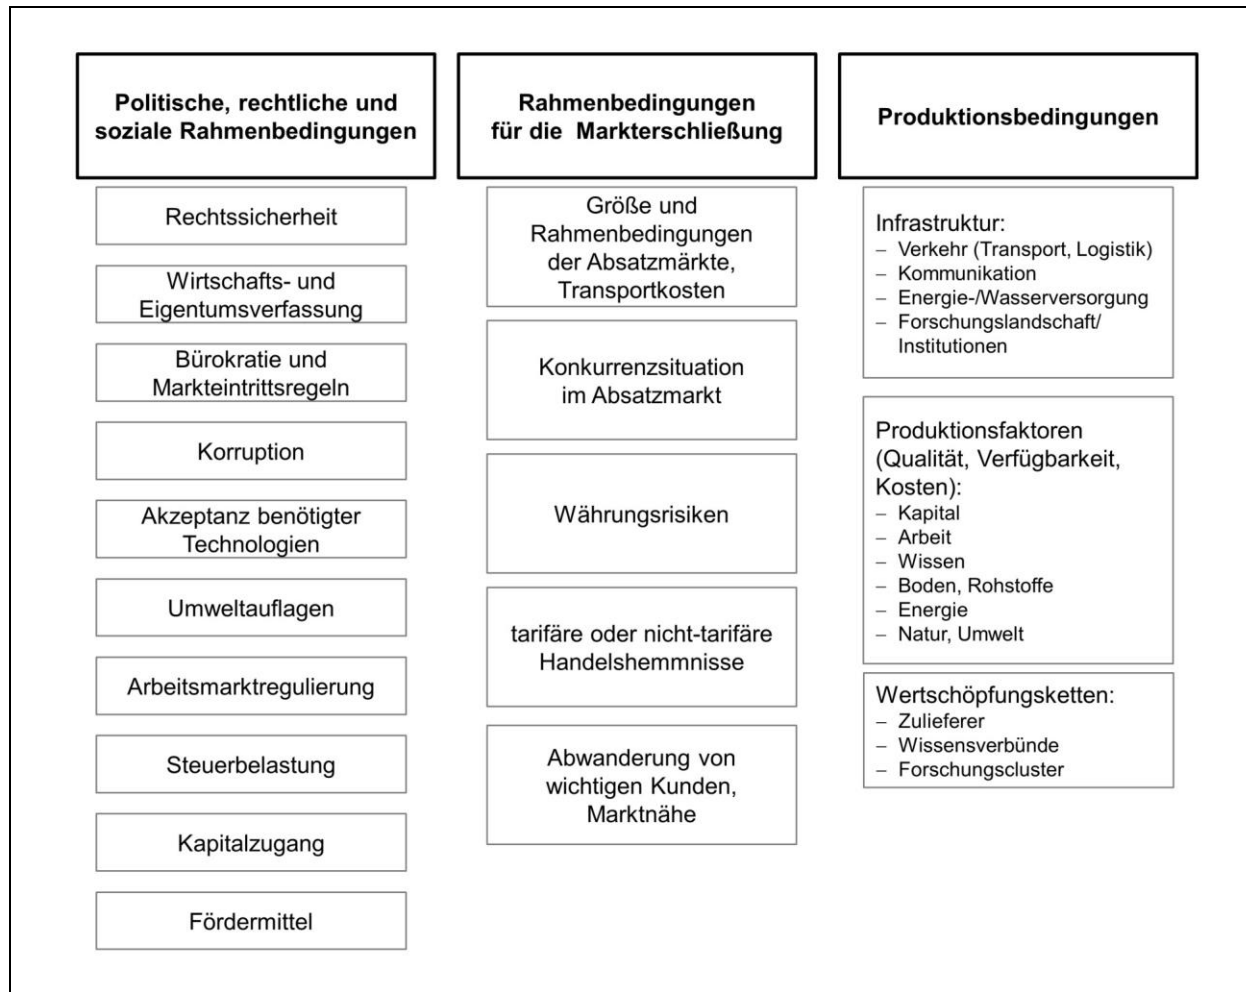 Politische, rechtliche und
soziale Rahmenbedingungen
Rechtssicherheit
Wirtschafts- und
Eigentumsverfassung
Bürokratie und
Markteintrittsregeln
Korruption
Akzeptanz benötigter
Technologien
Umweltauflagen
Arbeitsmarktregulierung
Steuerbelastung
Kapitalzugang
Fördermittel
Rahmenbedingungen
für die Markterschließung
Größe und
Rahmenbedingungen
der Absatzmärkte,
Transportkosten
Konkurrenzsituation
im Absatzmarkt
Währungsrisiken
tarifäre oder nicht-tarifäre
Handelshemmnisse
Abwanderung von
wichtigen Kunden,
Marktnähe
Produktionsbedingungen
Infrastruktur:
– Verkehr (Transport, Logistik)
– Kommunikation
– Energie-/Wasserversorgung
– Forschungslandschaft/
Institutionen
Produktionsfaktoren
(Qualität, Verfügbarkeit,
Kosten):
– Kapital
– Arbeit
– Wissen
– Boden, Rohstoffe
– Energie
– Natur, Umwelt
Wertschöpfungsketten:
– Zulieferer
– Wissensverbünde
– Forschungscluster